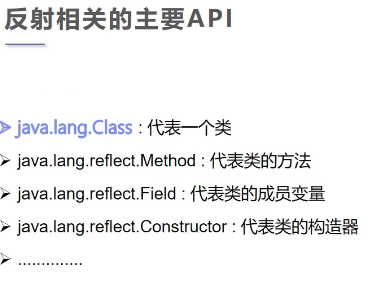 反射相关的主要API
➢ java.lang.Class : 代表一个类
➢ java.lang.reflect.Method : 代表类的方法
➢ java.lang.reflect.Field : 代表类的成员变量
➢ java.lang.reflect.Constructor : 代表类的构造器
➢ ..............